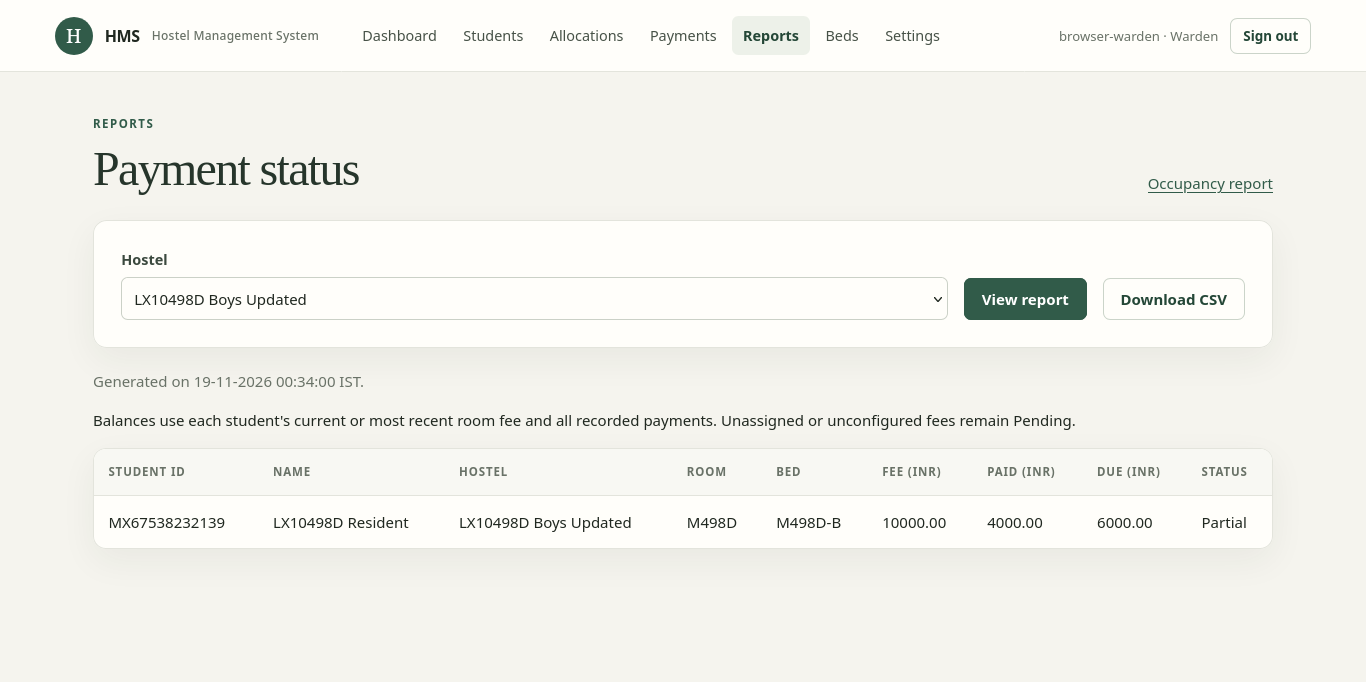 H HMS Hostel Management System Dashboard Students Allocations Payments Reports Beds Settings browser-warden · Warden Sign out
REPORTS
Payment status
Occupancy report
Hostel
LX10498D Boys Updated View report Download CSV
Generated on 19-11-2026 00:34:00 IST.
Balances use each student's current or most recent room fee and all recorded payments. Unassigned or unconfigured fees remain Pending.
STUDENT ID NAME HOSTEL ROOM BED FEE (INR) PAID (INR) DUE (INR) STATUS
MX67538232139 LX10498D Resident LX10498D Boys Updated M498D M498D-B 10000.00 4000.00 6000.00 Partial